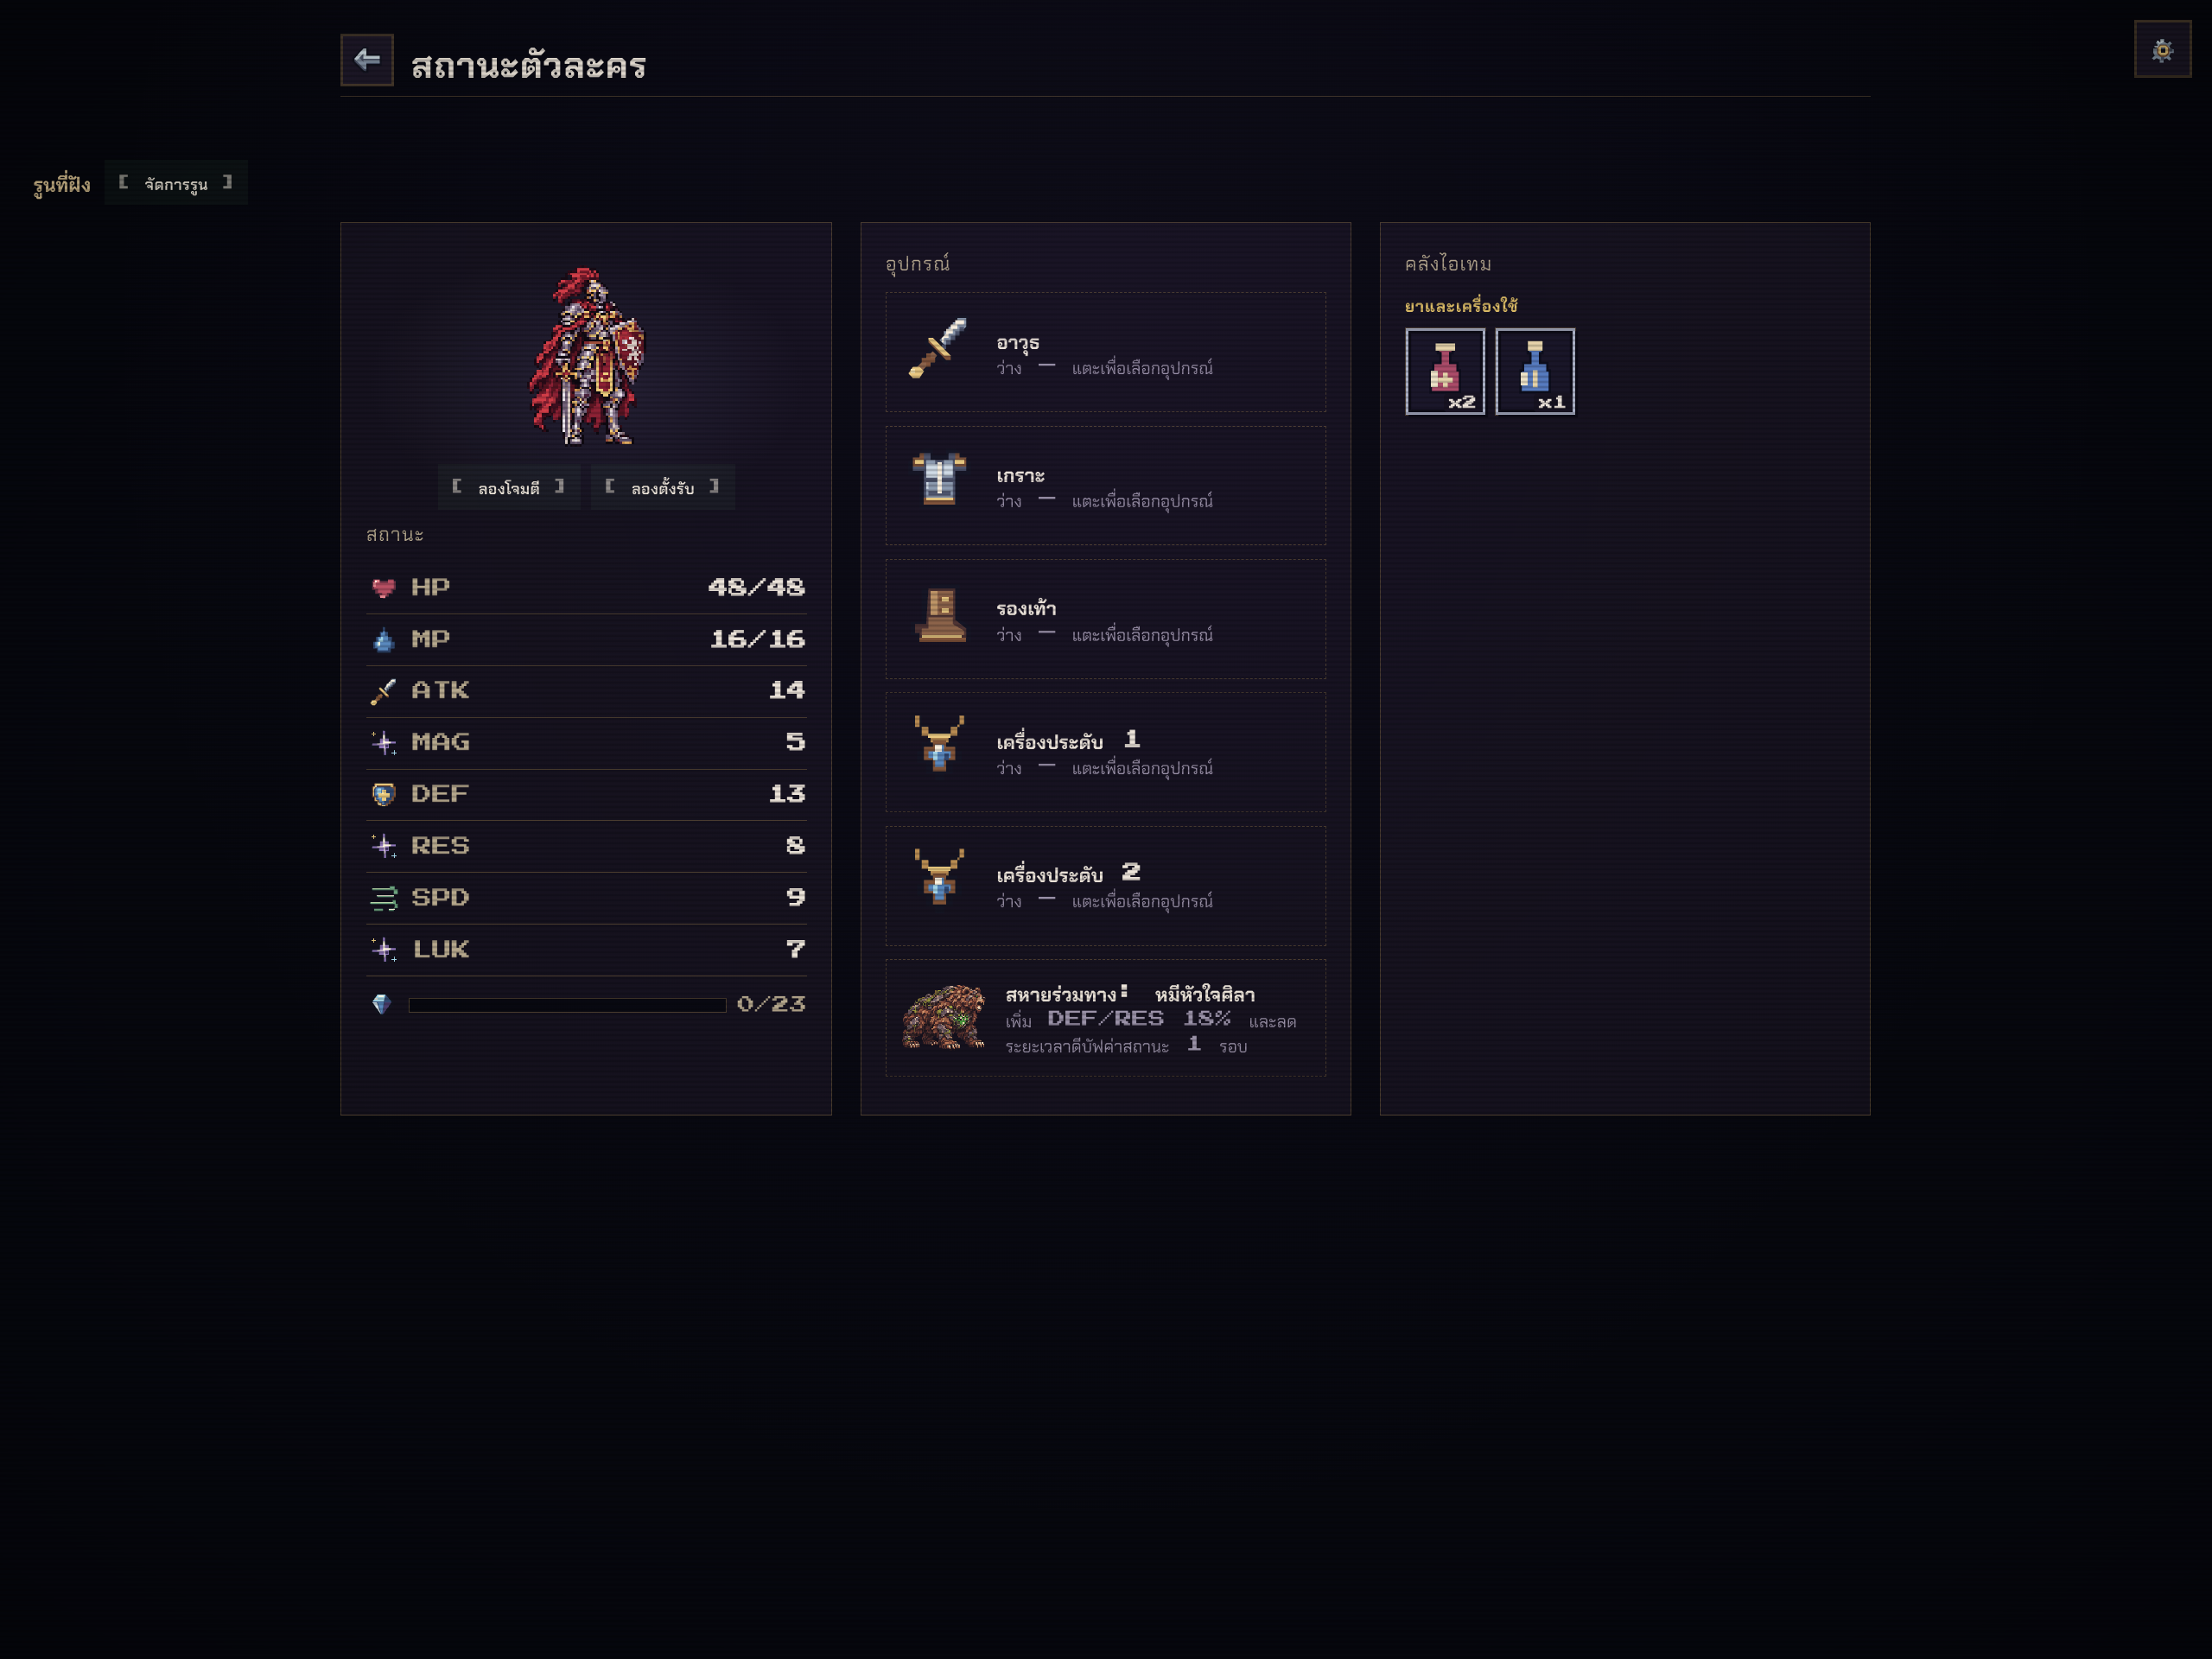 สถานะตัวละคร
รูนที่ฝัง
[ จัดการรูน ]
[ ลองโจมตี ] [ ลองตั้งรับ ]
สถานะ
HP 48/48
MP 16/16
ATK 14
MAG 5
DEF 13
RES 8
SPD 9
LUK 7
0/23
อุปกรณ์
อาวุธ
ว่าง — แตะเพื่อเลือกอุปกรณ์
เกราะ
ว่าง — แตะเพื่อเลือกอุปกรณ์
รองเท้า
ว่าง — แตะเพื่อเลือกอุปกรณ์
เครื่องประดับ 1
ว่าง — แตะเพื่อเลือกอุปกรณ์
เครื่องประดับ 2
ว่าง — แตะเพื่อเลือกอุปกรณ์
สหายร่วมทาง: หมีหัวใจศิลา
เพิ่ม DEF/RES 18% และลด
ระยะเวลาดีบัฟค่าสถานะ 1 รอบ
คลังไอเทม
ยาและเครื่องใช้
x2 x1